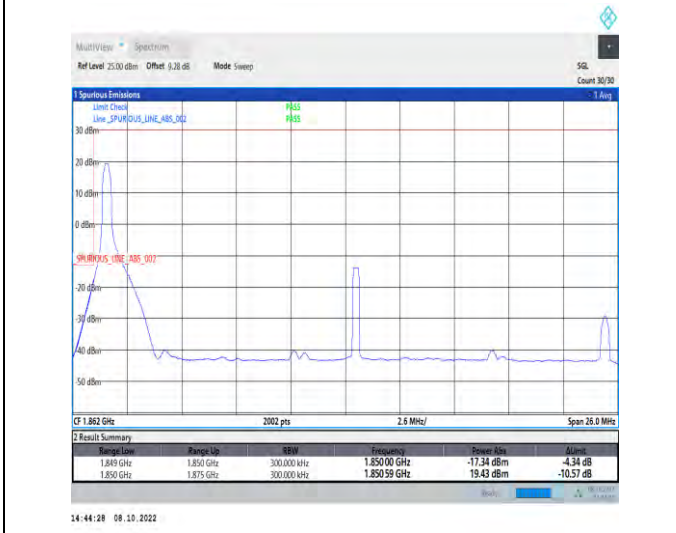 MultiView Spectrum
Ref Level 25.00 dBm Offset 9.28 dB Mode Sweep SGL
Count 30/30
1 Spurious Emissions 1 Avg
Limit Check PASS
Line _SPURIOUS_LINE_ABS_002 PASS
30 dBm
20 dBm
10 dBm
0 dBm
_SPURIOUS_LINE_ABS_002
-20 dBm
-30 dBm
-40 dBm
-50 dBm
CF 1.862 GHz 2002 pts 2.6 MHz/ Span 26.0 MHz
2 Result Summary
Range Low Range Up RBW Frequency Power Abs ΔLimit
1.849 GHz 1.850 GHz 300.000 kHz 1.85000 GHz -17.34 dBm -4.34 dB
1.850 GHz 1.875 GHz 300.000 kHz 1.85059 GHz 19.43 dBm -10.57 dB
14:44:28 08.10.2022